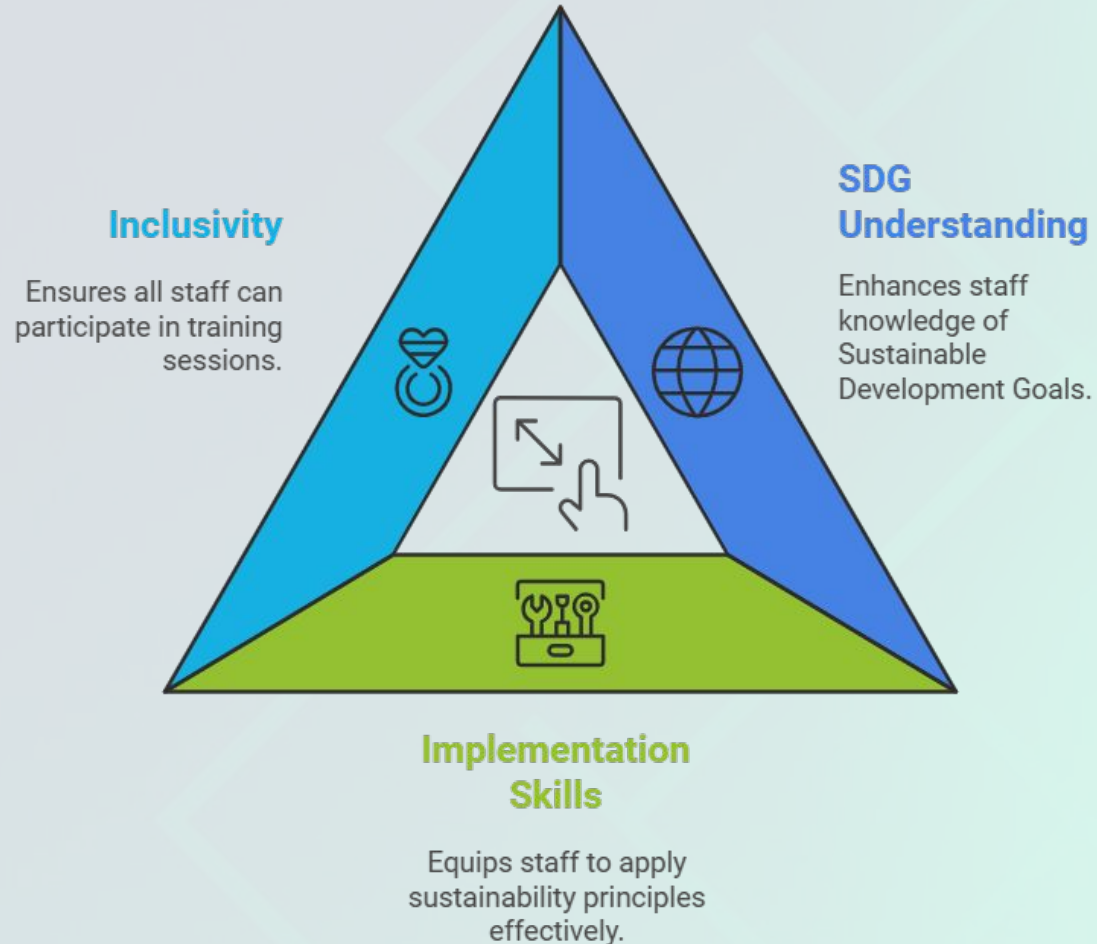 Inclusivity
Ensures all staff can
participate in training
sessions.
SDG
Understanding
Enhances staff
knowledge of
Sustainable
Development Goals.
Implementation
Skills
Equips staff to apply
sustainability principles
effectively.